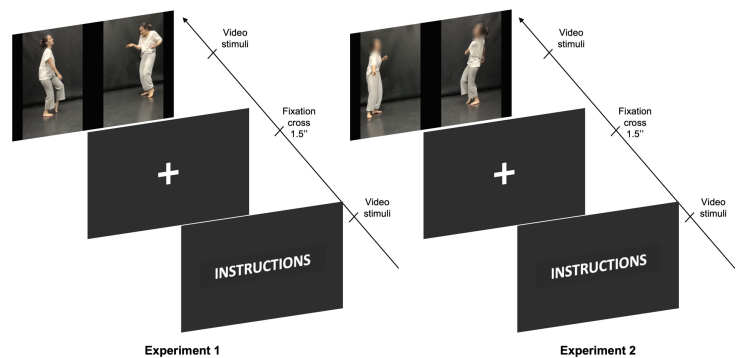 Video
stimuli
Fixation
cross
1.5’’
Video
stimuli
INSTRUCTIONS
Experiment 1
Video
stimuli
Fixation
cross
1.5’’
Video
stimuli
INSTRUCTIONS
Experiment 2